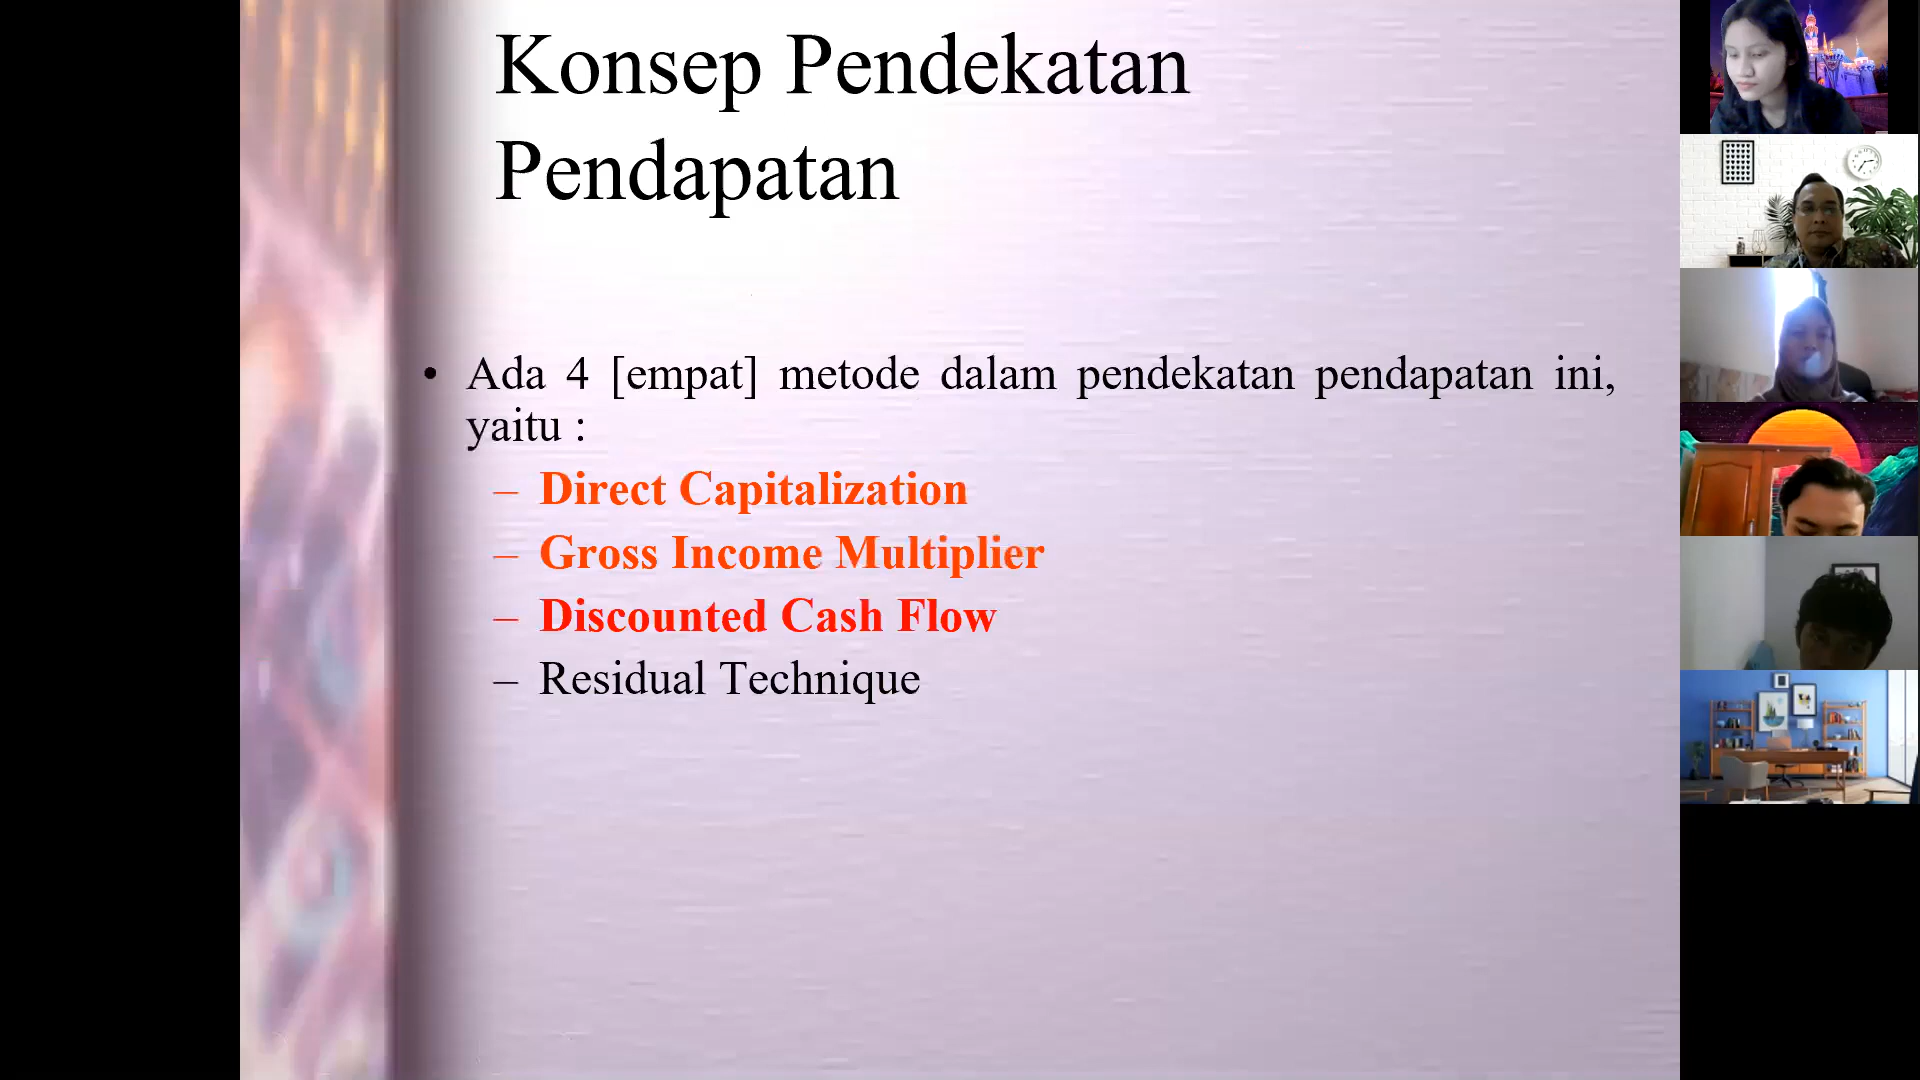 Konsep Pendekatan
Pendapatan
• Ada 4 [empat] metode dalam pendekatan pendapatan ini,
yaitu :
– Direct Capitalization
– Gross Income Multiplier
– Discounted Cash Flow
– Residual Technique